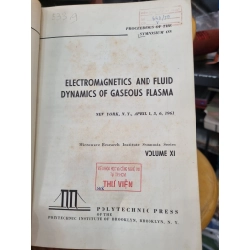 PROCEEDINGS OF THE
SYMPOSIUM ON
ELECTROMAGNETICS AND FLUID
DYNAMICS OF GASEOUS PLASMA
NEW YORK, N. Y., APRIL 4, 5, 6, 1961
Microwave Research Institute Symposia Series
VOLUME XI
THƯ VIỆN
POLYTECHNIC PRESS
OF THE
POLYTECHNIC INSTITUTE OF BROOKLYN, BROOKLYN, N. Y.